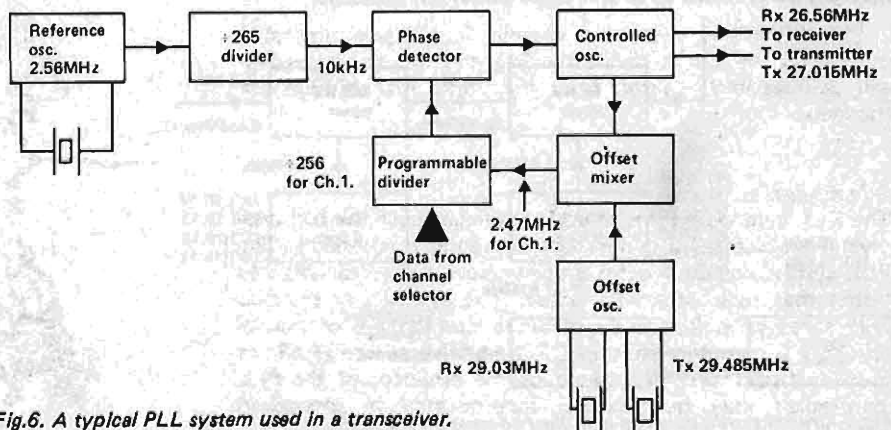 Reference
osc.
2.56MHz
÷265
divider
10kHz
Phase
detector
Controlled
osc.
Rx 26.56MHz
To receiver
To transmitter
Tx 27.015MHz
÷256
for Ch.1.
Programmable
divider
Data from
channel
selector
2.47MHz
for Ch.1.
Offset
mixer
Offset
osc.
Rx 29.03MHz
Tx 29.485MHz
Fig.6. A typical PLL system used in a transceiver.